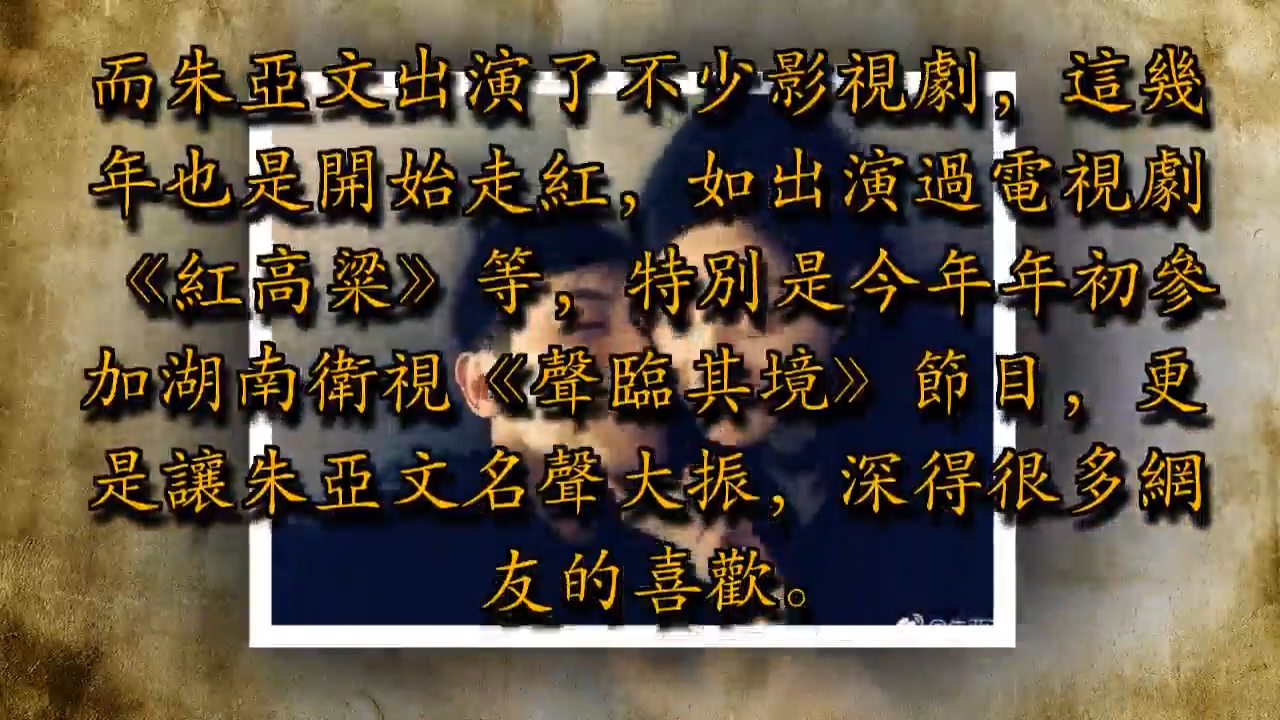 而朱亞文出演了不少影視劇，這幾
年也是開始走紅，如出演過電視劇
《紅高粱》等，特別是今年年初參
加湖南衛視《聲臨其境》節目，更
是讓朱亞文名聲大振，深得很多網
友的喜歡。